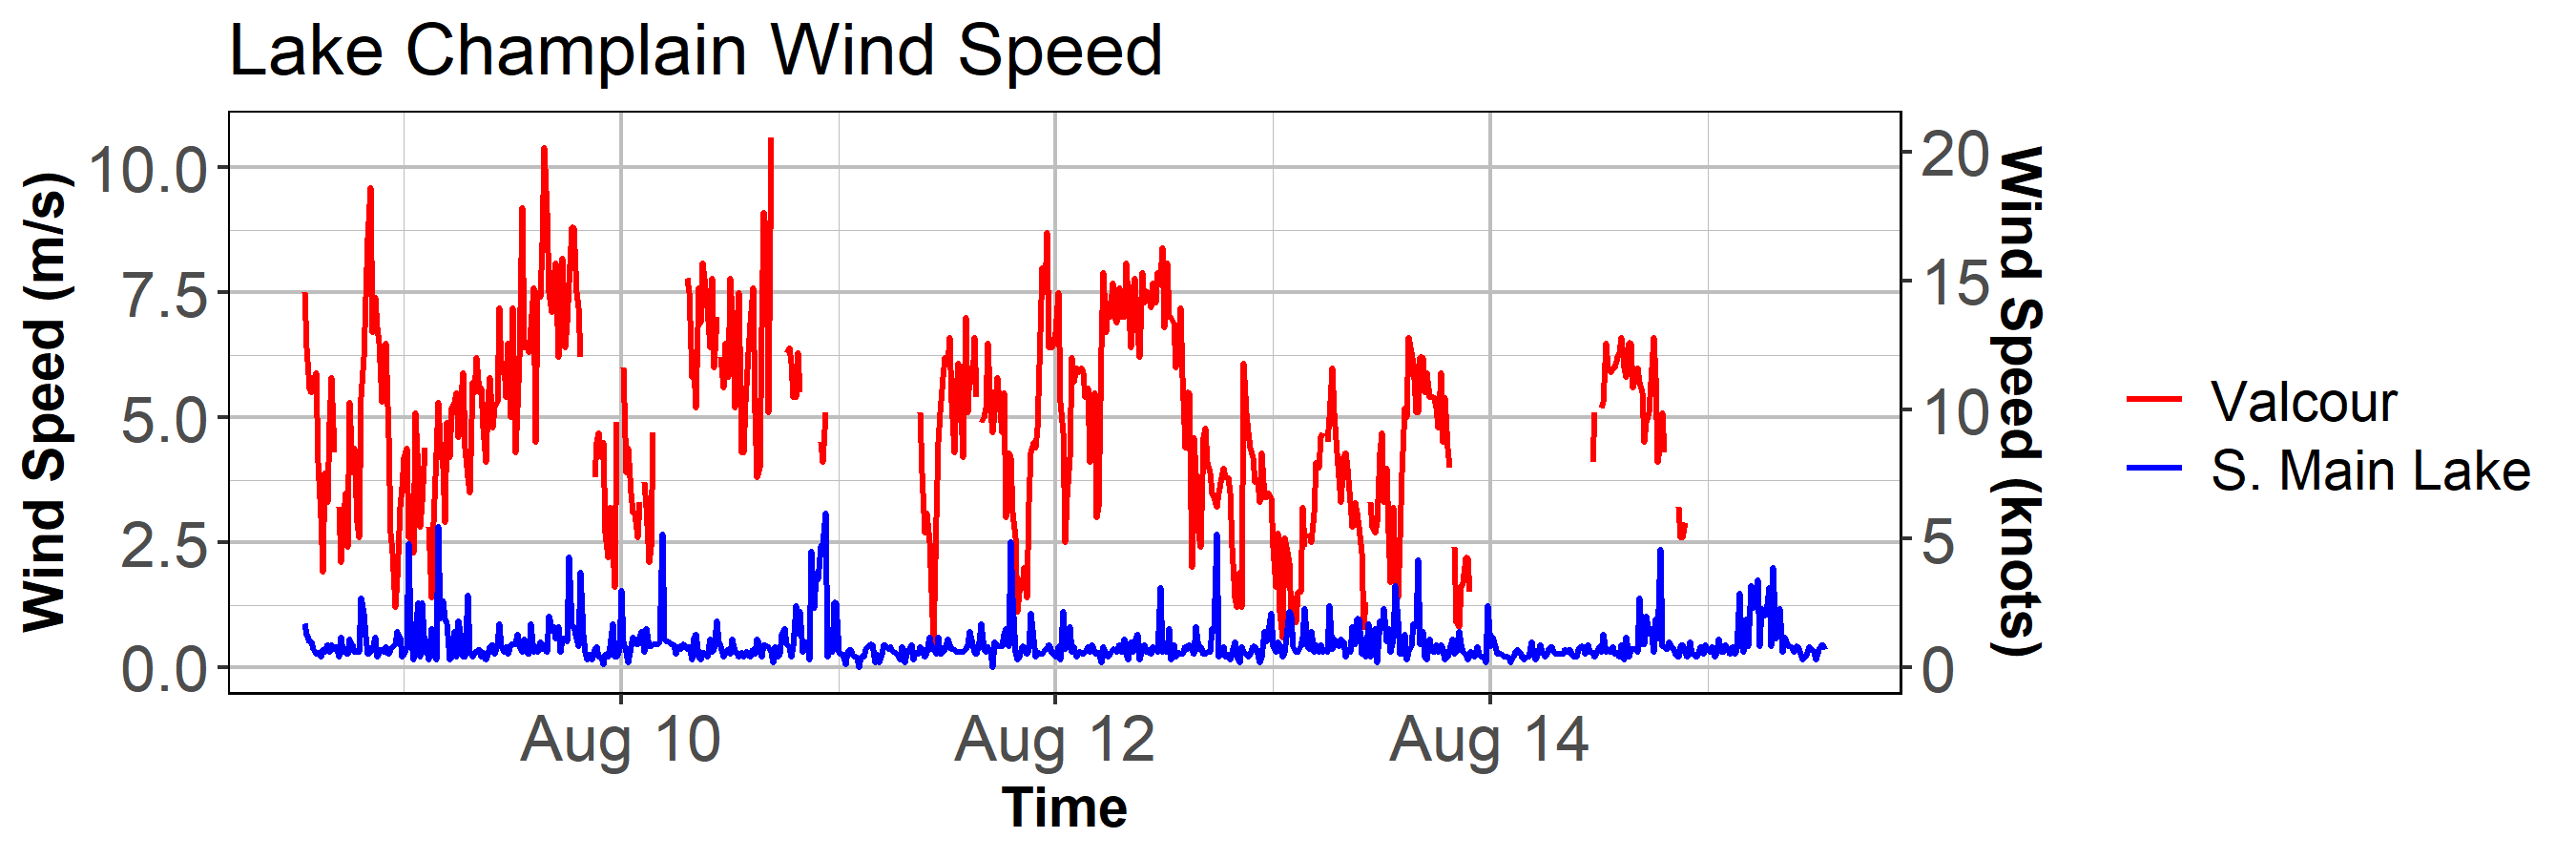 Lake Champlain Wind Speed
Wind Speed (m/s)
10.0
7.5
5.0
2.5
0.0
20
15
10
5
0
Wind Speed (knots)
Aug 10
Aug 12
Aug 14
Time
Valcour
S. Main Lake